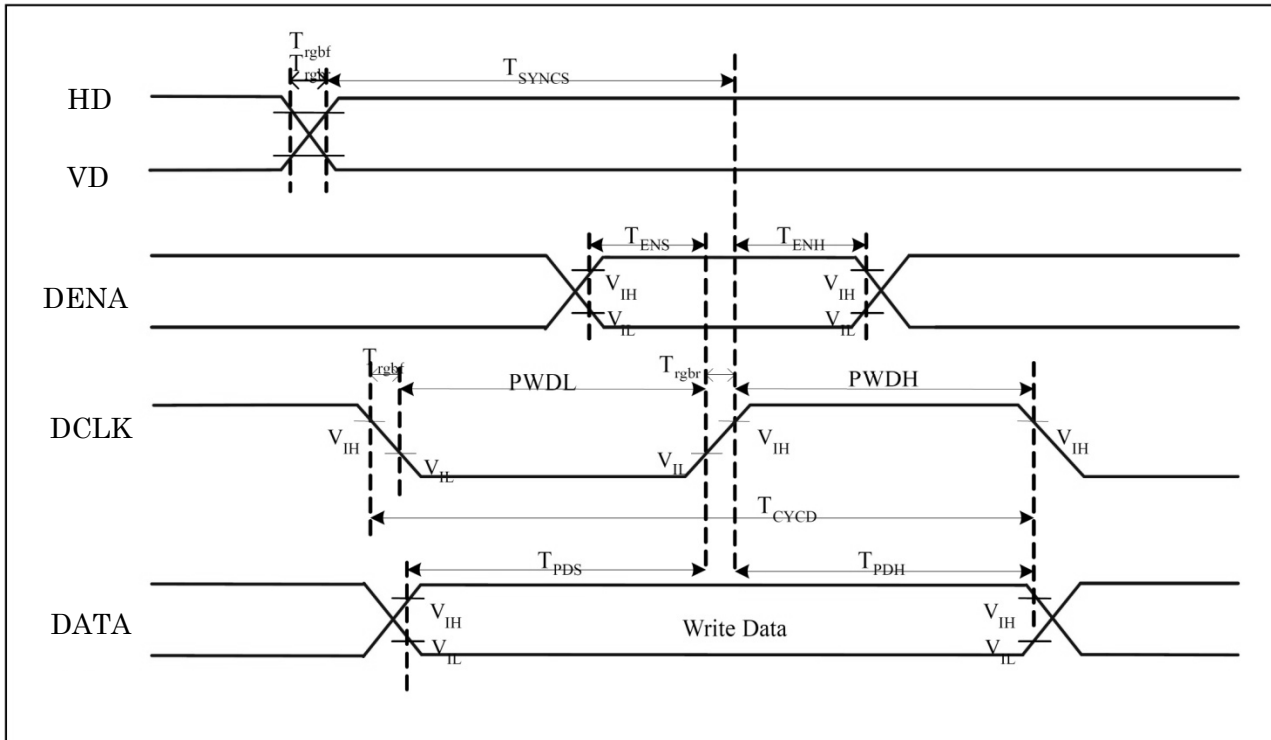 T_rgbf
T_rgbr
T_SYNCS
HD
VD
T_ENS
T_ENH
V_IH
V_IH
DENA
V_IL
V_IL
T_rgbf
PWDL
T_rgbr
PWDH
DCLK
V_IH
V_IL
V_IL
V_IH
V_IH
T_CYCD
T_PDS
T_PDH
DATA
V_IH
Write Data
V_IH
V_IL
V_IL